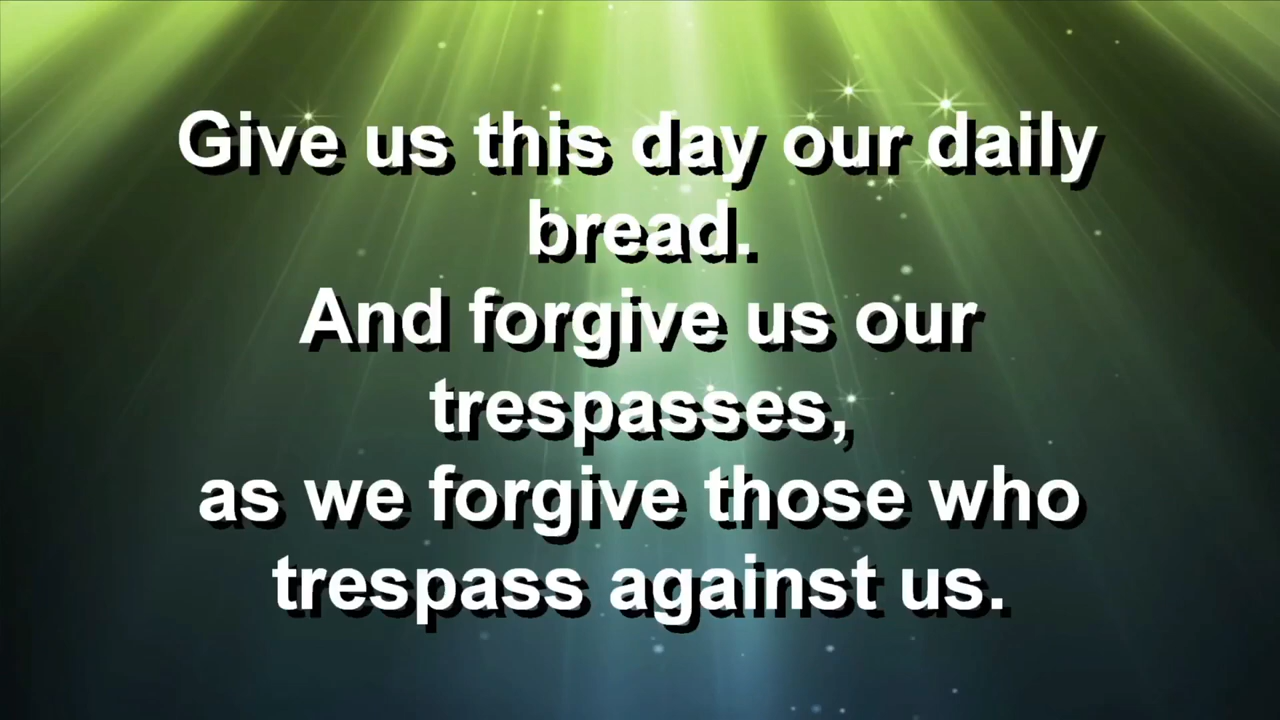 Give us this day our daily
bread.
And forgive us our
trespasses,
as we forgive those who
trespass against us.